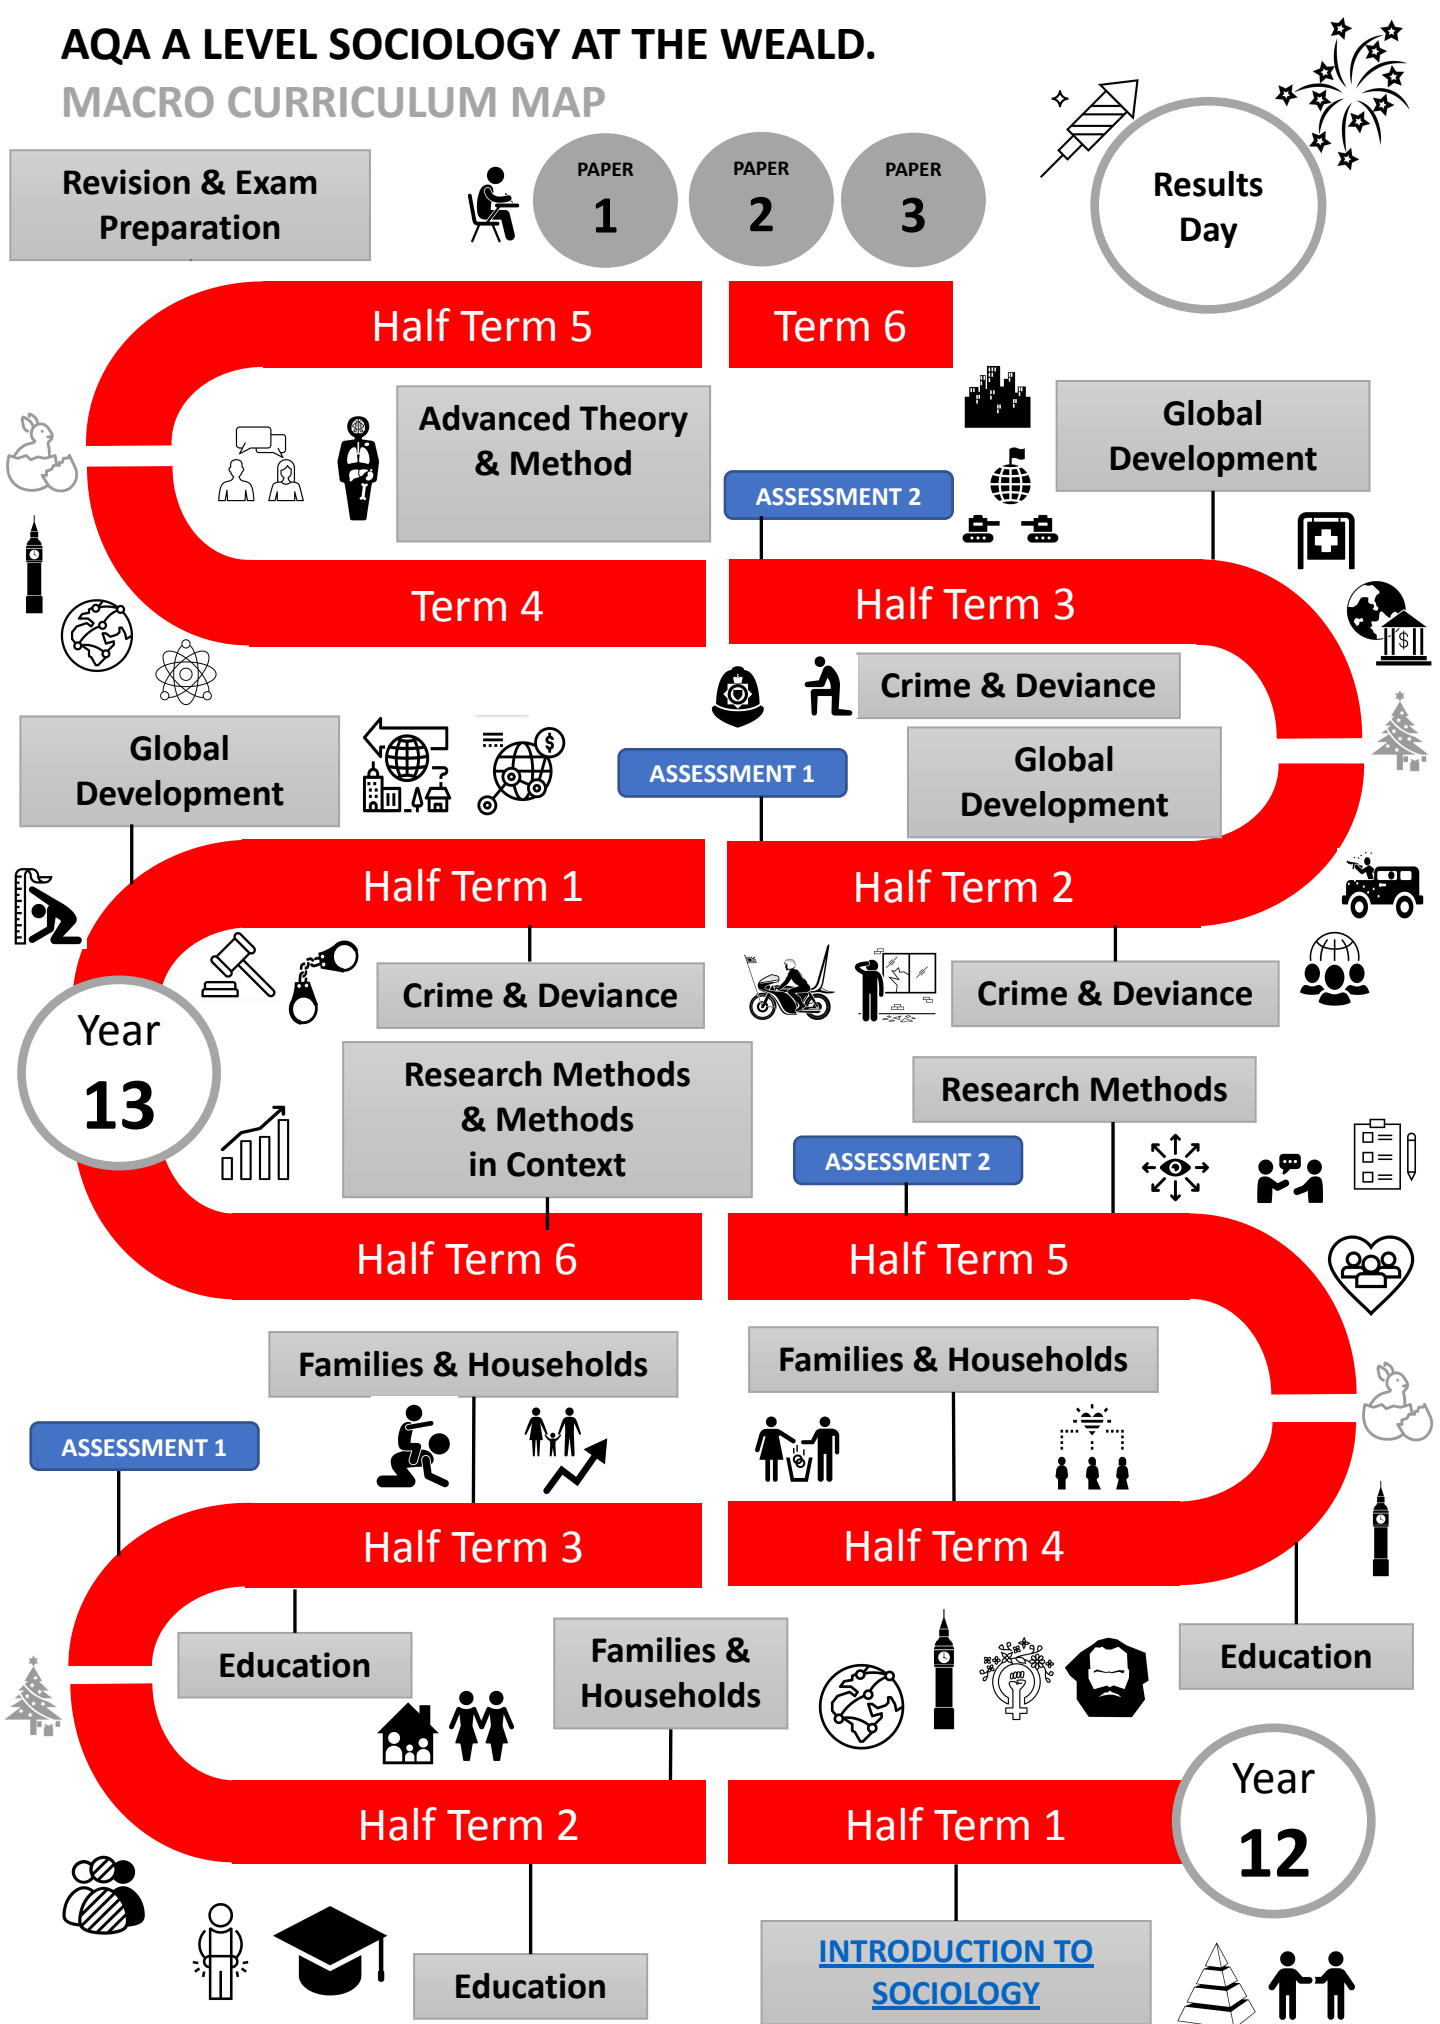 AQA A LEVEL SOCIOLOGY AT THE WEALD.
MACRO CURRICULUM MAP
Revision & Exam
Preparation
PAPER
1
PAPER
2
PAPER
3
Results
Day
Half Term 5
Term 6
Advanced Theory
& Method
Global
Development
ASSESSMENT 2
Term 4
Half Term 3
Crime & Deviance
Global
Development
ASSESSMENT 1
Global
Development
Half Term 1
Half Term 2
Crime & Deviance
Crime & Deviance
Year
13
Research Methods
& Methods
in Context
Research Methods
ASSESSMENT 2
Half Term 6
Half Term 5
Families & Households
Families & Households
ASSESSMENT 1
Half Term 3
Half Term 4
Education
Families &
Households
Education
Half Term 2
Half Term 1
Year
12
Education
INTRODUCTION TO
SOCIOLOGY